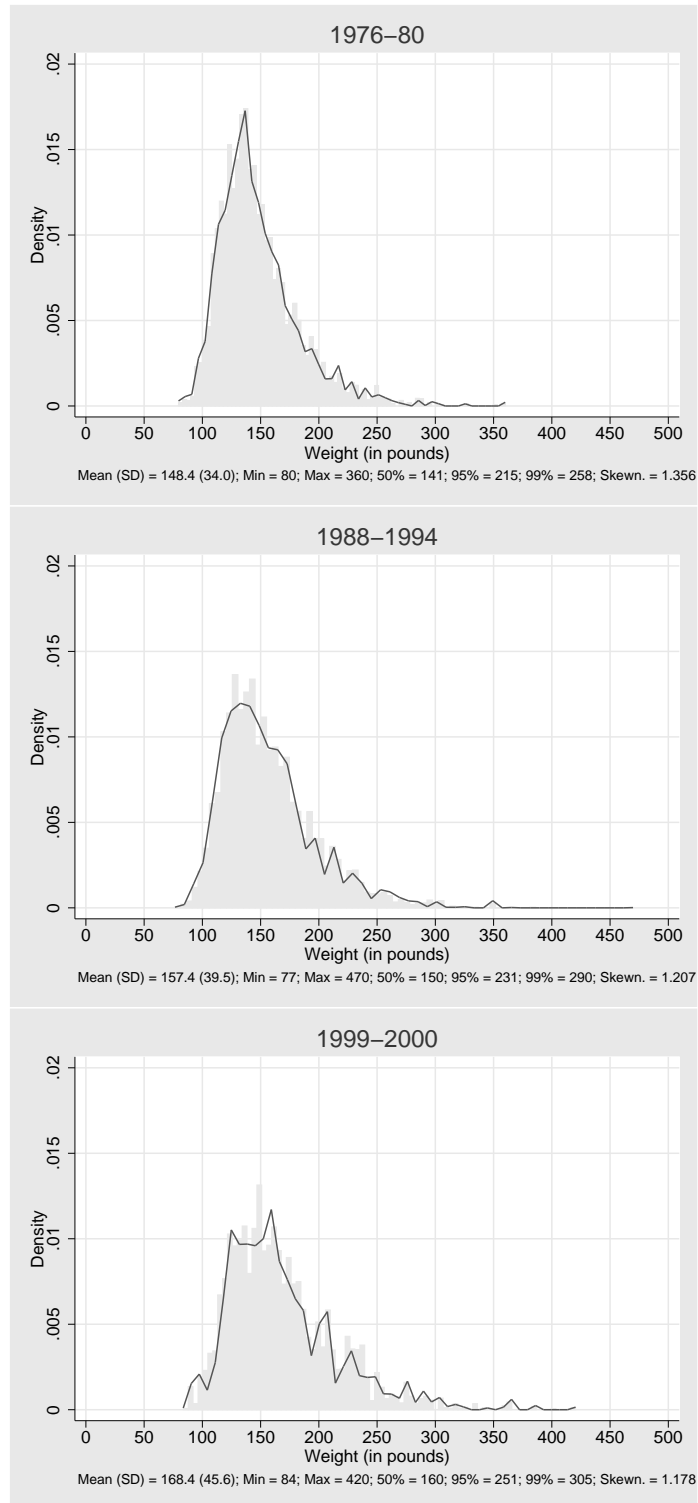 1976−80
.02
.015
.01
.005
0
Density
0 50 100 150 200 250 300 350 400 450 500
Weight (in pounds)
Mean (SD) = 148.4 (34.0); Min = 80; Max = 360; 50% = 141; 95% = 215; 99% = 258; Skewn. = 1.356
1988−1994
.02
.015
.01
.005
0
Density
0 50 100 150 200 250 300 350 400 450 500
Weight (in pounds)
Mean (SD) = 157.4 (39.5); Min = 77; Max = 470; 50% = 150; 95% = 231; 99% = 290; Skewn. = 1.207
1999−2000
.02
.015
.01
.005
0
Density
0 50 100 150 200 250 300 350 400 450 500
Weight (in pounds)
Mean (SD) = 168.4 (45.6); Min = 84; Max = 420; 50% = 160; 95% = 251; 99% = 305; Skewn. = 1.178